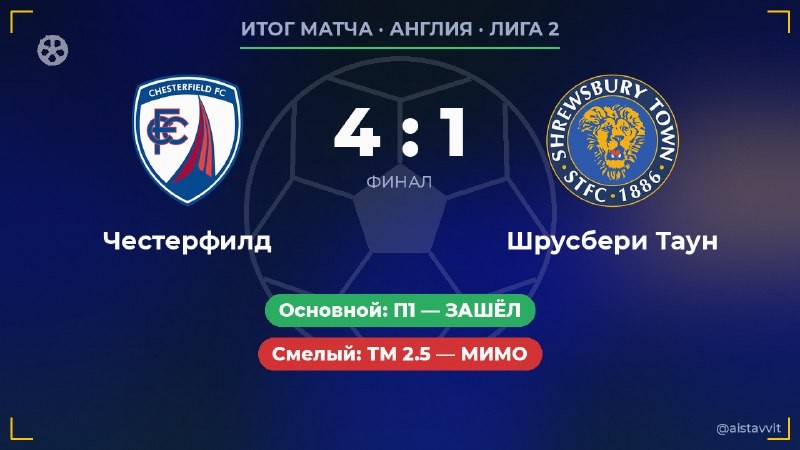 ИТОГ МАТЧА · АНГЛИЯ · ЛИГА 2
CHESTERFIELD FC
SHREWSBURY TOWN
STFC · 1886
4 : 1
ФИНАЛ
Честерфилд
Шрусбери Таун
Основной: П1 — ЗАШЁЛ
Смелый: ТМ 2.5 — МИМО
@aistavvit